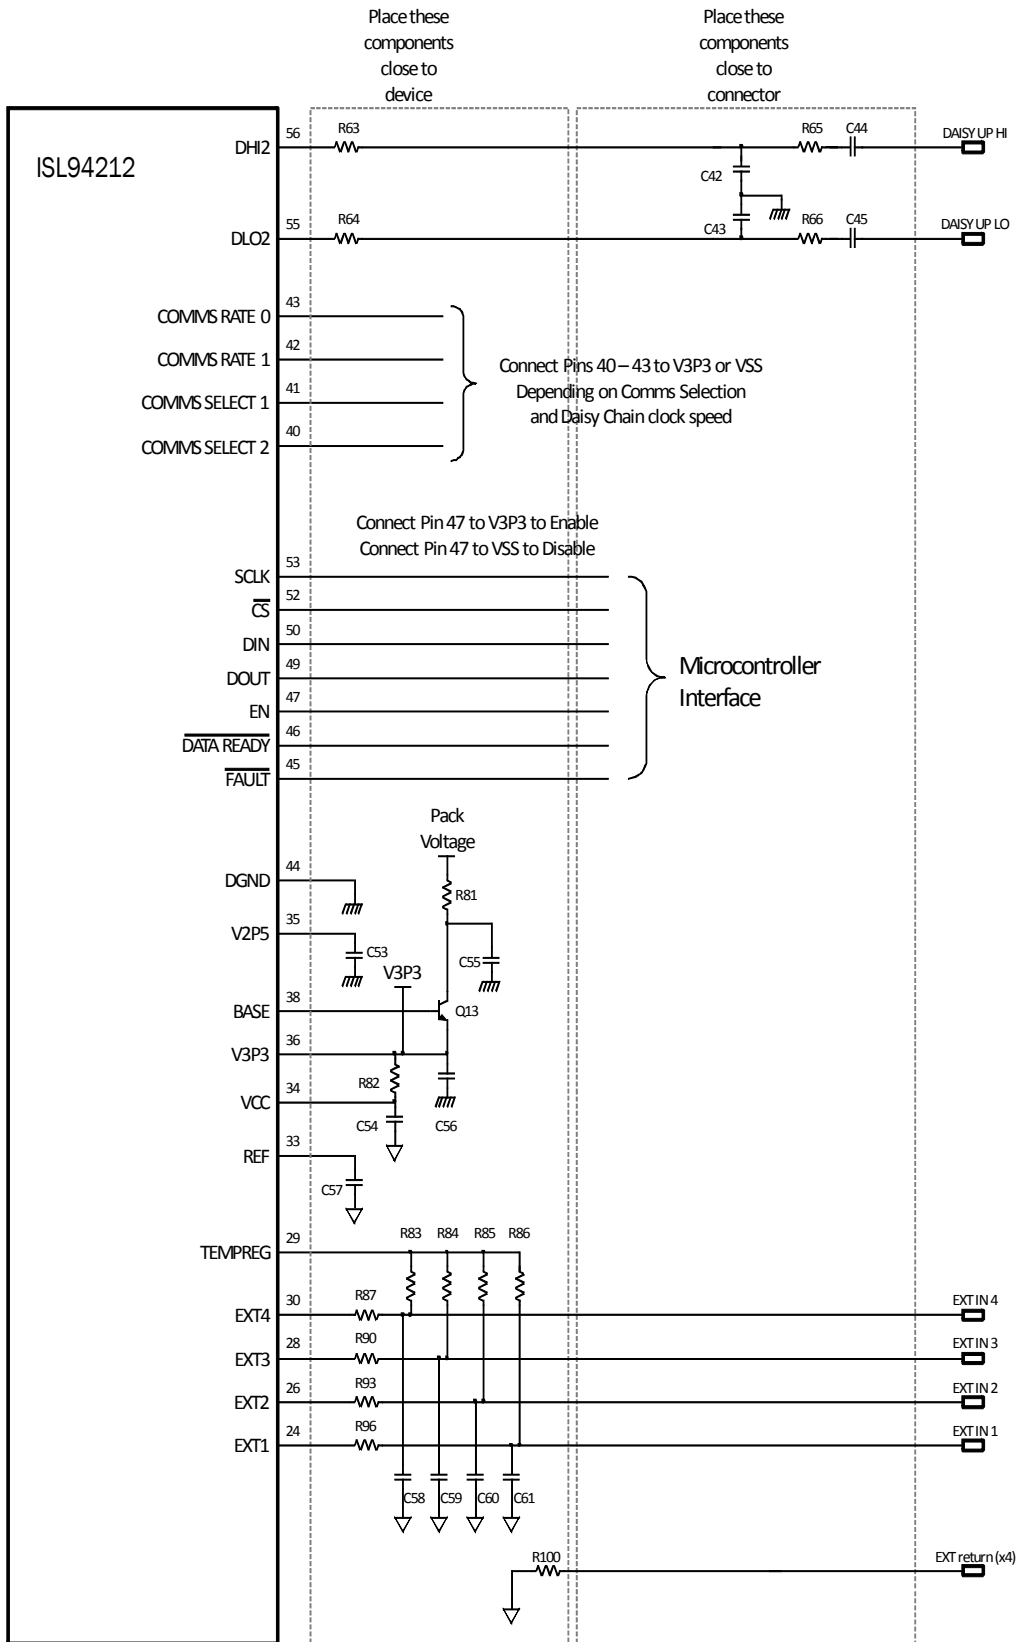 Place these
components
close to
device
Place these
components
close to
connector
ISL94212
DHI2
56
R63
R65
C44
DAISY UP HI
C42
DLO2
55
R64
C43
R66
C45
DAISY UP LO
COMMS RATE 0
43
COMMS RATE 1
42
COMMS SELECT 1
41
COMMS SELECT 2
40
Connect Pins 40 – 43 to V3P3 or VSS
Depending on Comms Selection
and Daisy Chain clock speed
Connect Pin 47 to V3P3 to Enable
Connect Pin 47 to VSS to Disable
SCLK
53
CS
52
DIN
50
DOUT
49
EN
47
DATA READY
46
FAULT
45
Microcontroller
Interface
Pack
Voltage
R81
DGND
44
V2P5
35
C53
C55
V3P3
BASE
38
Q13
V3P3
36
R82
VCC
34
C54
C56
REF
33
C57
TEMPREG
29
R83
R84
R85
R86
EXT4
30
R87
EXT IN 4
EXT3
28
R90
EXT IN 3
EXT2
26
R93
EXT IN 2
EXT1
24
R96
EXT IN 1
C58
C59
C60
C61
R100
EXT return (x4)